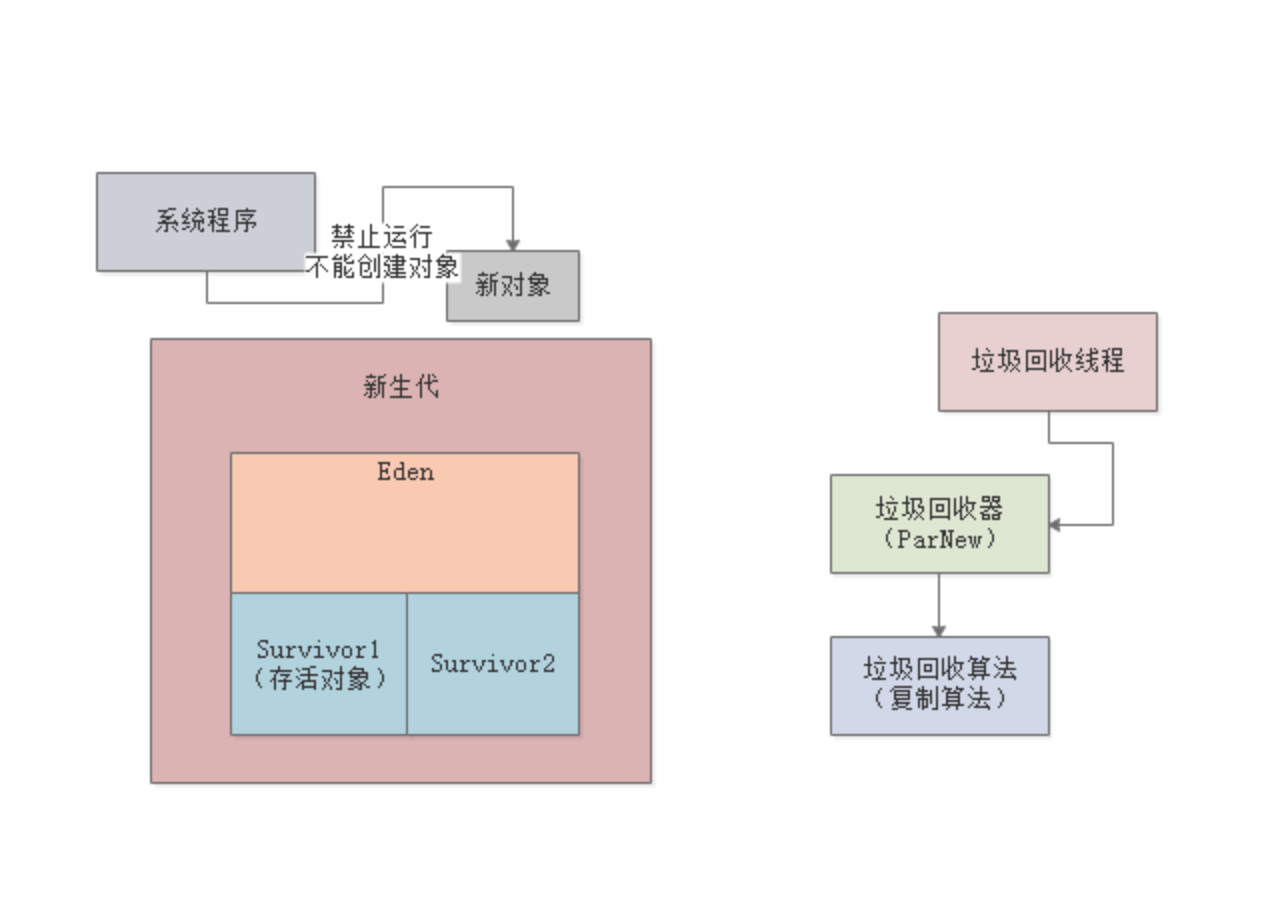 系统程序
禁止运行
不能创建对象
新对象
新生代
Eden
Survivor1
（存活对象）
Survivor2
垃圾回收线程
垃圾回收器
（ParNew）
垃圾回收算法
（复制算法）